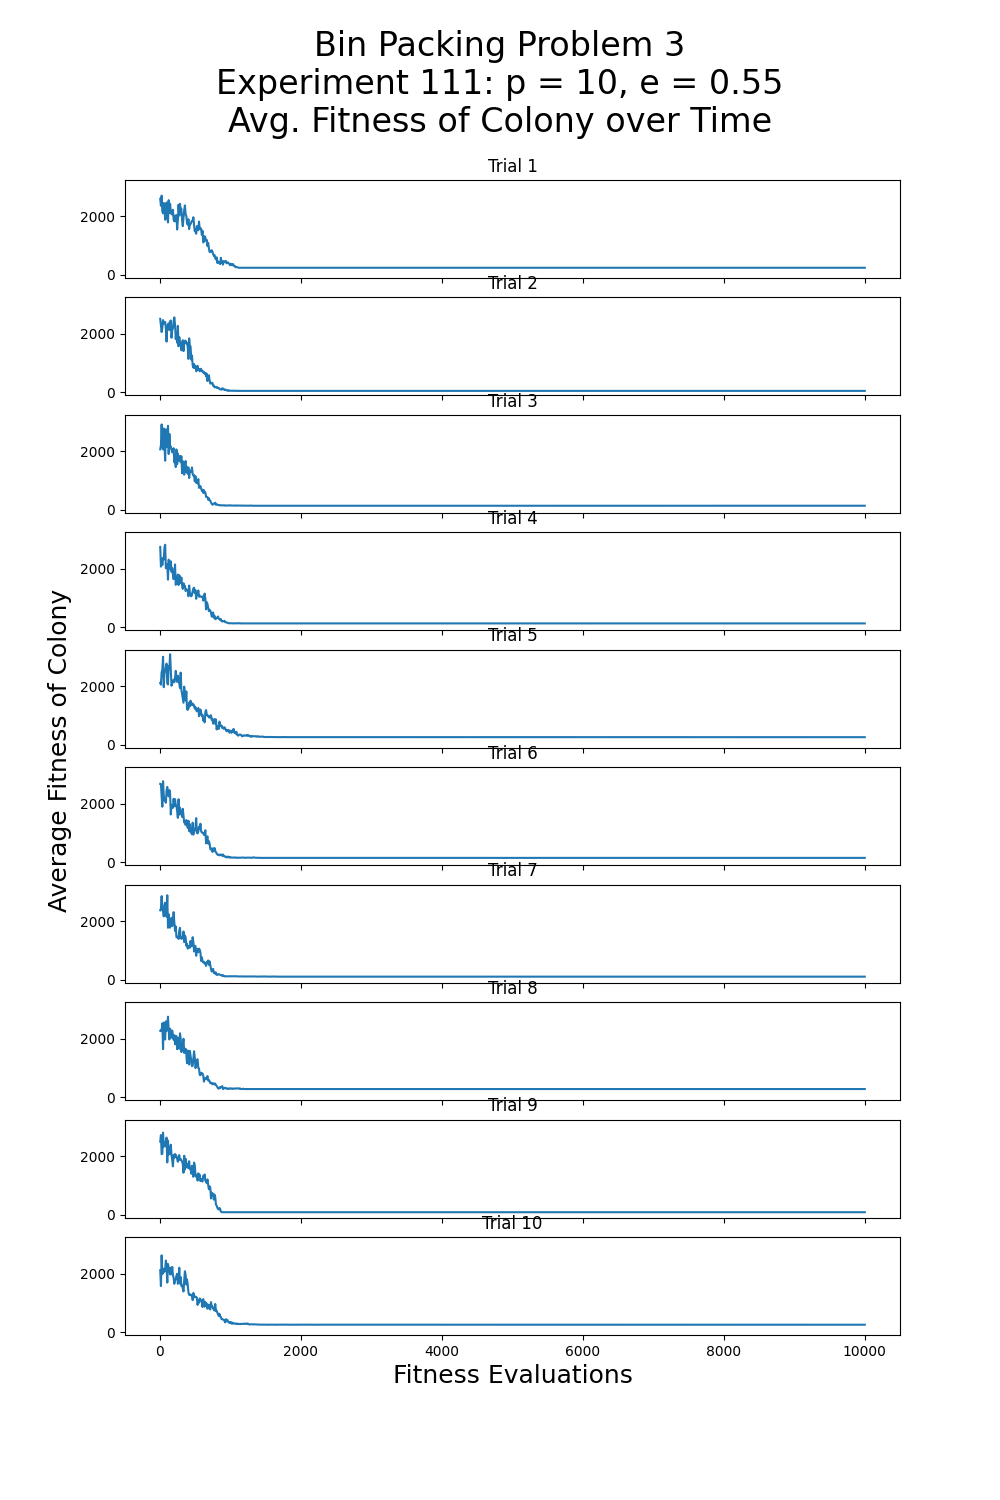 Bin Packing Problem 3
Experiment 111: p = 10, e = 0.55
Avg. Fitness of Colony over Time
Trial 1
2000
0
Trial 2
2000
0
Trial 3
2000
0
Trial 4
2000
0
Trial 5
2000
0
Trial 6
2000
0
Trial 7
2000
0
Trial 8
2000
0
Trial 9
2000
0
Trial 10
2000
0
0 2000 4000 6000 8000 10000
Fitness Evaluations
Average Fitness of Colony